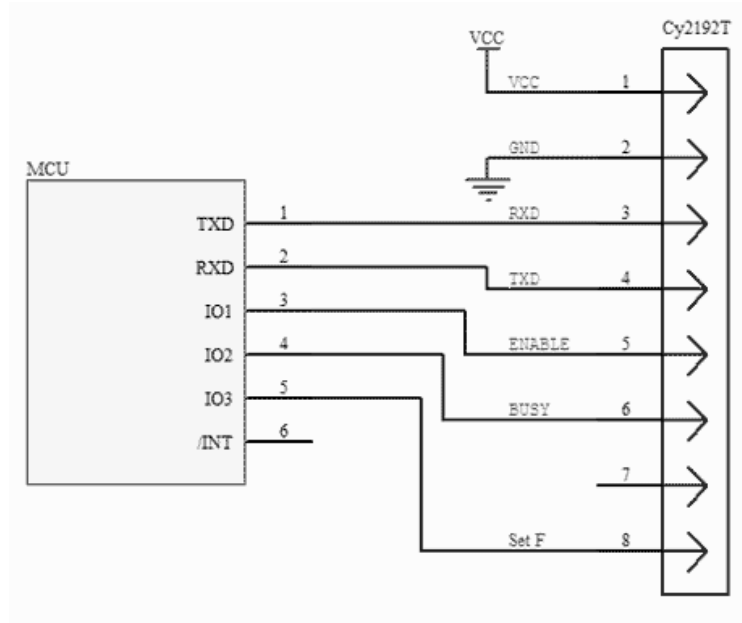 Cy2192T
VCC
VCC 1
GND 2
MCU
TXD 1 RXD 3
RXD 2 TXD 4
IO1 3
IO2 4 ENABLE 5
IO3 5 BUSY 6
/INT 6
7
Set F 8